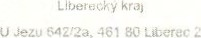 Liberecký kraj
U Jezu 642/2a, 461 80 Liberec 2